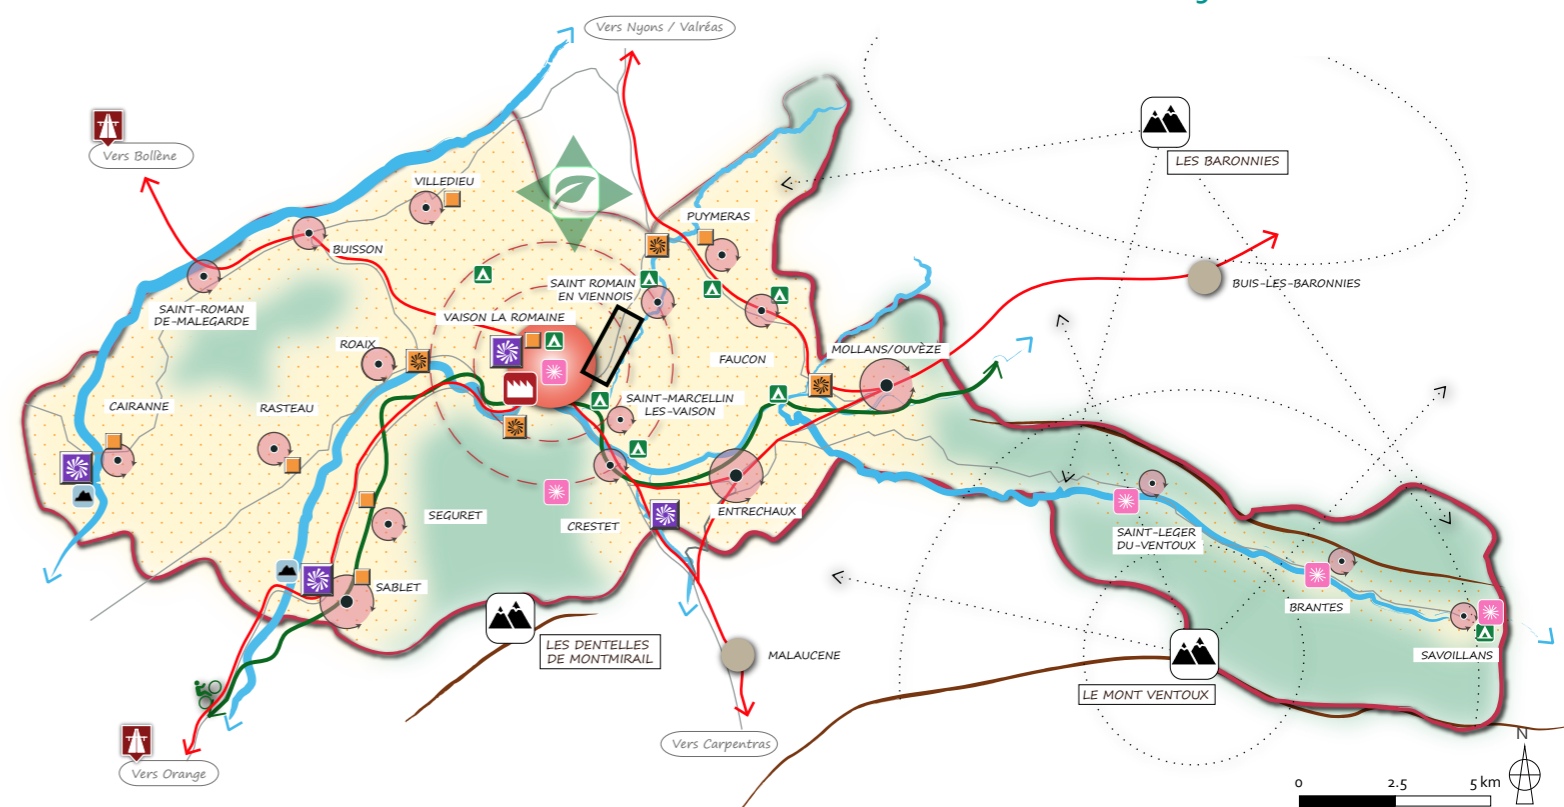 Vers Nyons / Valréas
Vers Bollène
LES BARONNIES
VILLEDIEU
PUYMERAS
BUISSON
SAINT-ROMAN
DE-MALEGARDE
SAINT ROMAIN
EN VIENNOIS
BUIS-LES-BARONNIES
VAISON LA ROMAINE
ROAIX
FAUCON
MOLLANS/OUVÈZE
CAIRANNE
RASTEAU
SAINT-MARCELLIN
LES-VAISON
SEGURET
CRESTET
ENTRECHAUX
SAINT-LEGER
DU-VENTOUX
SABLET
BRANTES
LES DENTELLES
DE MONTMIRAIL
MALAUCENE
SAVOILLANS
LE MONT VENTOUX
Vers Carpentras
Vers Orange
N
0 2.5 5 km